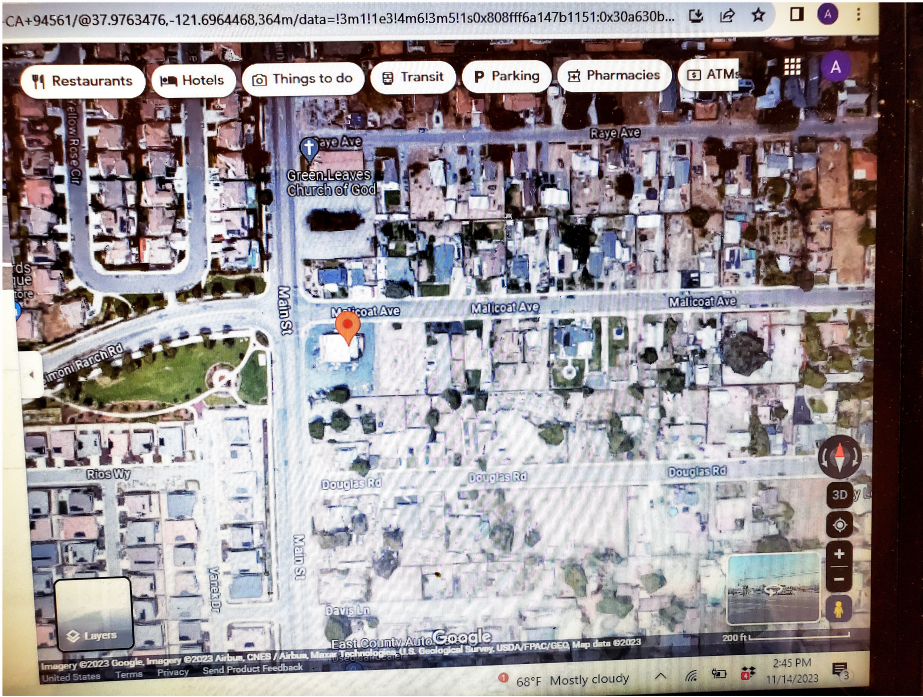 CA+94561/@37.9763476,-121.6964468,364m/data=!3m1!1e3!4m6!3m5!1s0x808fff6a147b1151:0x30a630b...
A
Restaurants
Hotels
Things to do
Transit
Parking
Pharmacies
ATMs
A
Raye Ave
Raye Ave
Green Leaves
Church of God
Main St
Malicoat Ave
Malicoat Ave
Malicoat Ave
Rios Wy
Douglas Rd
Douglas Rd
Douglas Rd
3D
Main St
Davis Ln
East County Auto
Google
Layers
200 ft
Imagery ©2023 Google, Imagery ©2023 Airbus, CNES / Airbus, Maxar Technologies, U.S. Geological Survey, USDA/FPAC/GEO, Map data ©2023
United States Terms Privacy Send Product Feedback
68°F Mostly cloudy
2:45 PM
11/14/2023
3